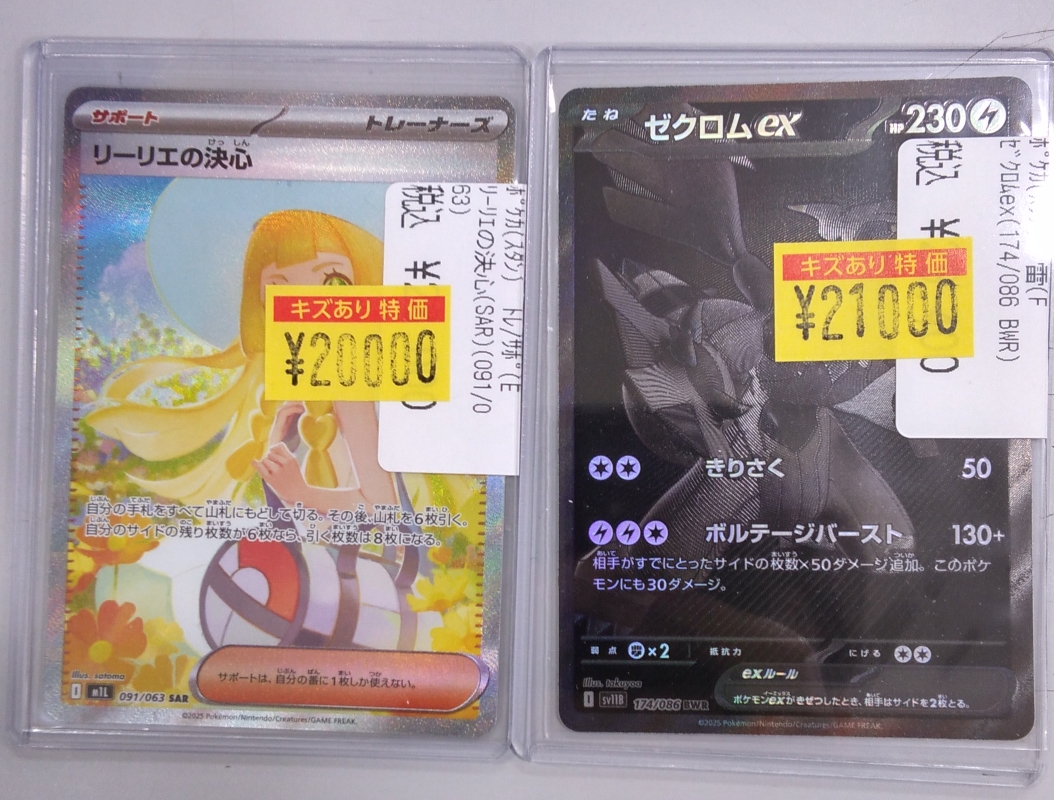 サポート
トレーナーズ
リーリエの決心
けっしん
ポケカ(スタン) トレ/サポ(E
リーリエの決心(SAR)(091/0
63)
税込 ¥
キズあり特価
¥20000
自分の手札をすべて山札にもどして切る。その後、山札を6枚引く。
自分のサイドの残り枚数が6枚なら、引く枚数は8枚になる。
サポートは、自分の番に1枚しか使えない。
Illus. satoma
I m1L 091/063 SAR
©2025 Pokémon/Nintendo/Creatures/GAME FREAK.
たね
ゼクロムex
HP 230
雷(F
ゼクロムex(174/086 BWR)
税込 ¥
キズあり特価
¥21000
きりさく 50
ボルテージバースト 130+
相手がすでにとったサイドの枚数×50ダメージ追加。このポケ
モンにも30ダメージ。
弱点 ×2 抵抗力 にげる
exルール
ポケモンexがきぜつしたとき、相手はサイドを2枚とる。
Illus. takuyoa
I sv11B 174/086 BWR
©2025 Pokémon/Nintendo/Creatures/GAME FREAK.